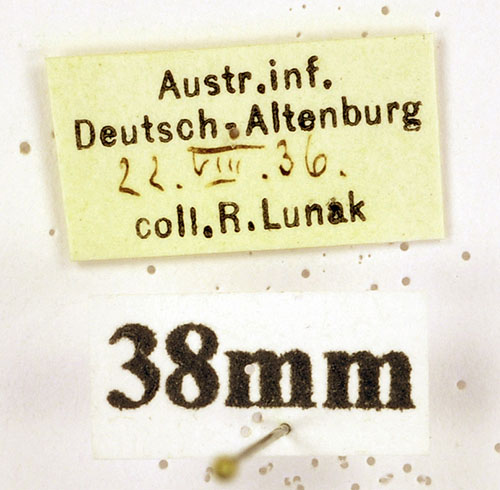 Austr.inf.
Deutsch-Altenburg
22.VIII.36.
coll.R.Lunak
38mm